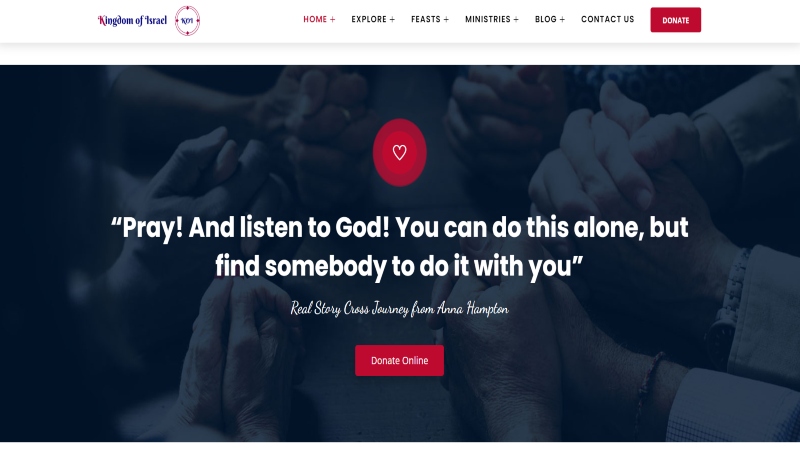 Kingdom of Israel
KOI
HOME +
EXPLORE +
FEASTS +
MINISTRIES +
BLOG +
CONTACT US
DONATE
“Pray! And listen to God! You can do this alone, but
find somebody to do it with you”
Real Story Cross Journey from Anna Hampton
Donate Online